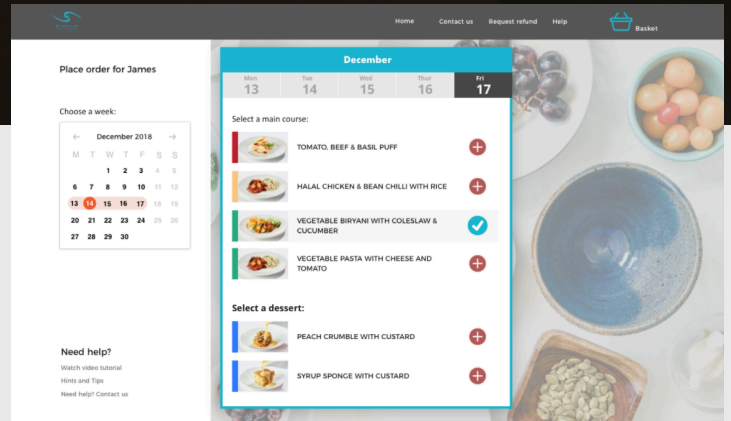 Home Contact us Request refund Help Basket
Place order for James
Choose a week:
December 2018
M T W T F S S
1 2 3 4 5
6 7 8 9 10 11 12
13 14 15 16 17 18 19
20 21 22 23 24 25 26
27 28 29 30
Need help?
Watch video tutorial
Hints and Tips
Need help? Contact us
December
Mon Tue Wed Thur Fri
13 14 15 16 17
Select a main course:
TOMATO, BEEF & BASIL PUFF
HALAL CHICKEN & BEAN CHILLI WITH RICE
VEGETABLE BIRYANI WITH COLESLAW &
CUCUMBER
VEGETABLE PASTA WITH CHEESE AND
TOMATO
Select a dessert:
PEACH CRUMBLE WITH CUSTARD
SYRUP SPONGE WITH CUSTARD